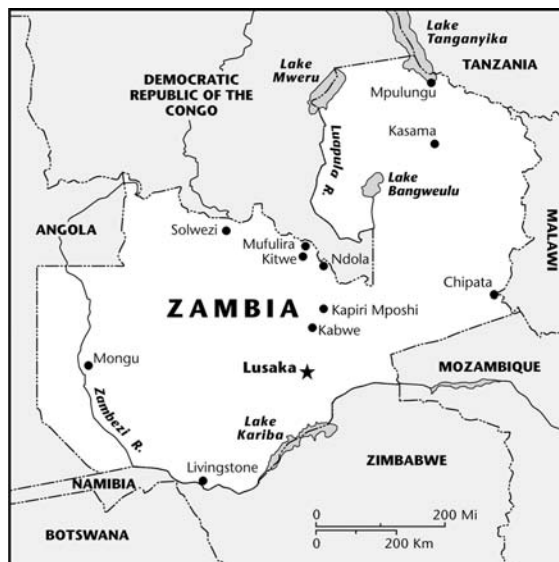 Lake
Tanganyika
Lake
Mweru
TANZANIA
DEMOCRATIC
REPUBLIC OF THE
CONGO
Mpulungu
Kasama
Luapula R.
Lake
Bangweulu
MALAWI
ANGOLA
Solwezi
Mufulira
Kitwe
Ndola
Chipata
ZAMBIA
Kapiri Mposhi
Kabwe
Mongu
Lusaka
MOZAMBIQUE
Zambezi R.
Lake
Kariba
ZIMBABWE
Livingstone
NAMIBIA
BOTSWANA
0 200 Mi
0 200 Km